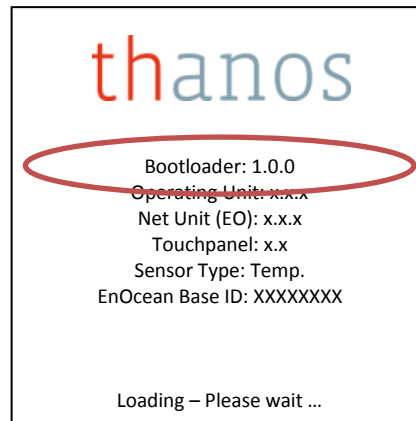 thanos
Bootloader: 1.0.0
Operating Unit: x.x.x
Net Unit (EO): x.x.x
Touchpanel: x.x
Sensor Type: Temp.
EnOcean Base ID: XXXXXXXX
Loading – Please wait ...